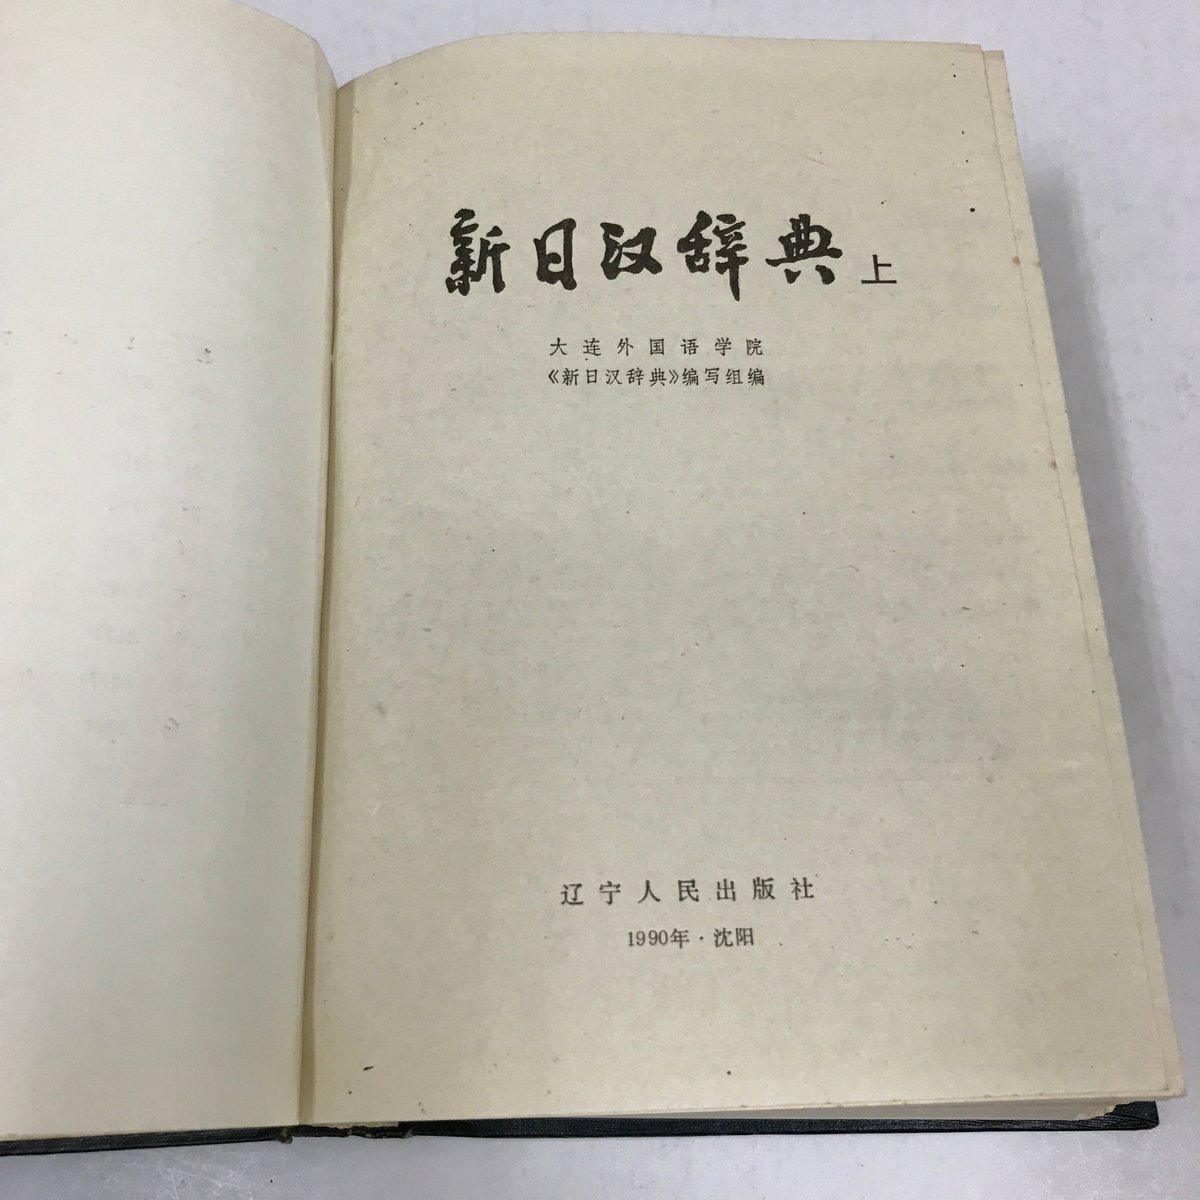 新日汉辞典 上
大连外国语学院
《新日汉辞典》编写组编
辽宁人民出版社
1990年·沈阳